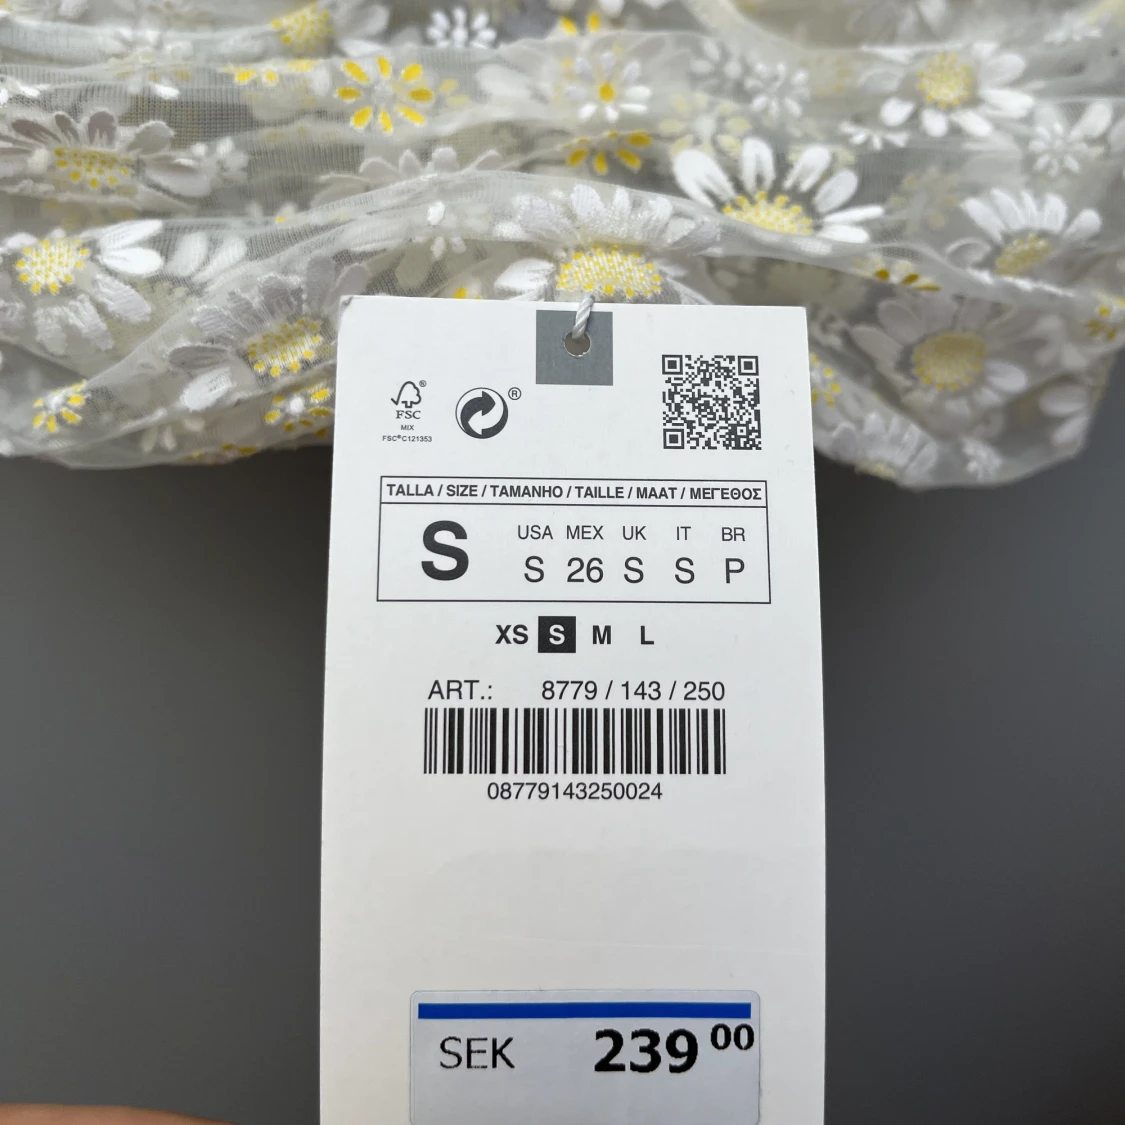 FSC®
MIX
FSC® C121353
®
TALLA / SIZE / TAMANHO / TAILLE / MAAT / ΜΕΓΕΘΟΣ
S
USA MEX UK IT BR
S 26 S S P
XS S M L
ART.: 8779 / 143 / 250
08779143250024
SEK 239 00